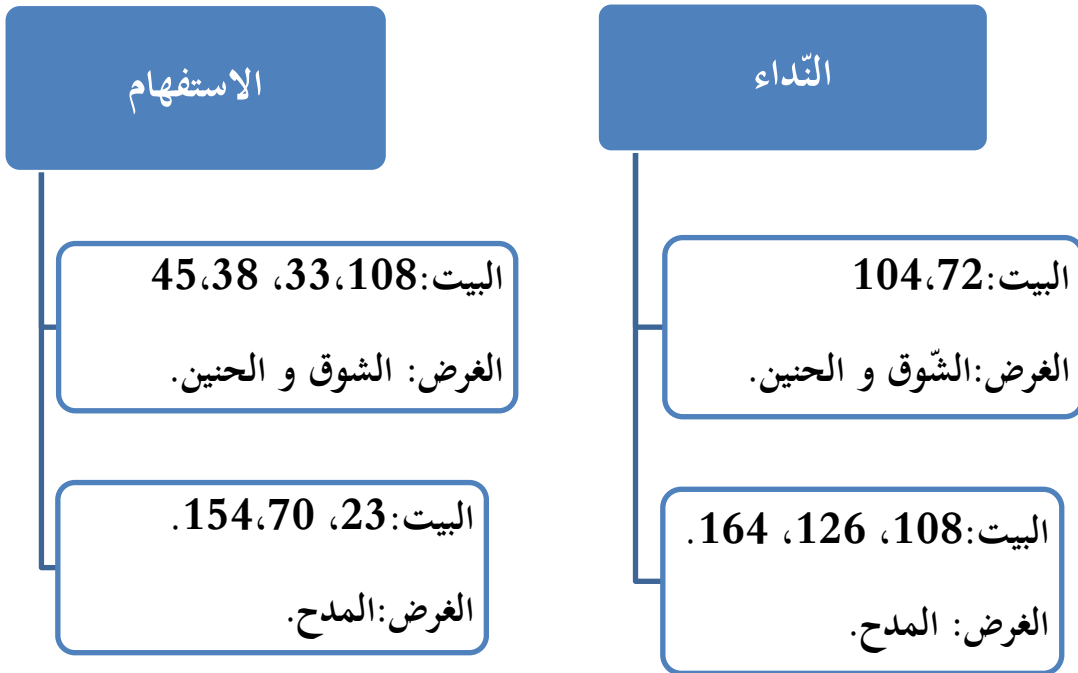 النّداء
البيت:104،72
الغرض:الشّوق و الحنين.
البيت:108، 126، 164.
الغرض: المدح.
الاستفهام
البيت:33،108، 45،38
الغرض: الشوق و الحنين.
البيت:23، 154،70.
الغرض:المدح.